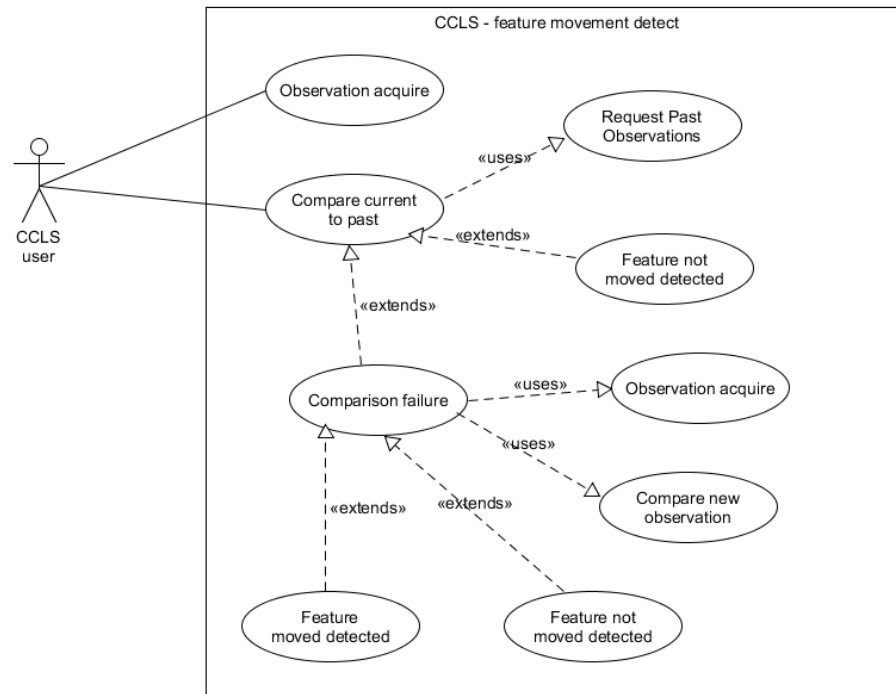 CCLS - feature movement detect
Observation acquire
Request Past
Observations
«uses»
Compare current
to past
CCLS
user
«extends»
Feature not
moved detected
«extends»
Comparison failure
«uses»
Observation acquire
«uses»
Compare new
observation
«extends»
«extends»
Feature
moved detected
Feature not
moved detected